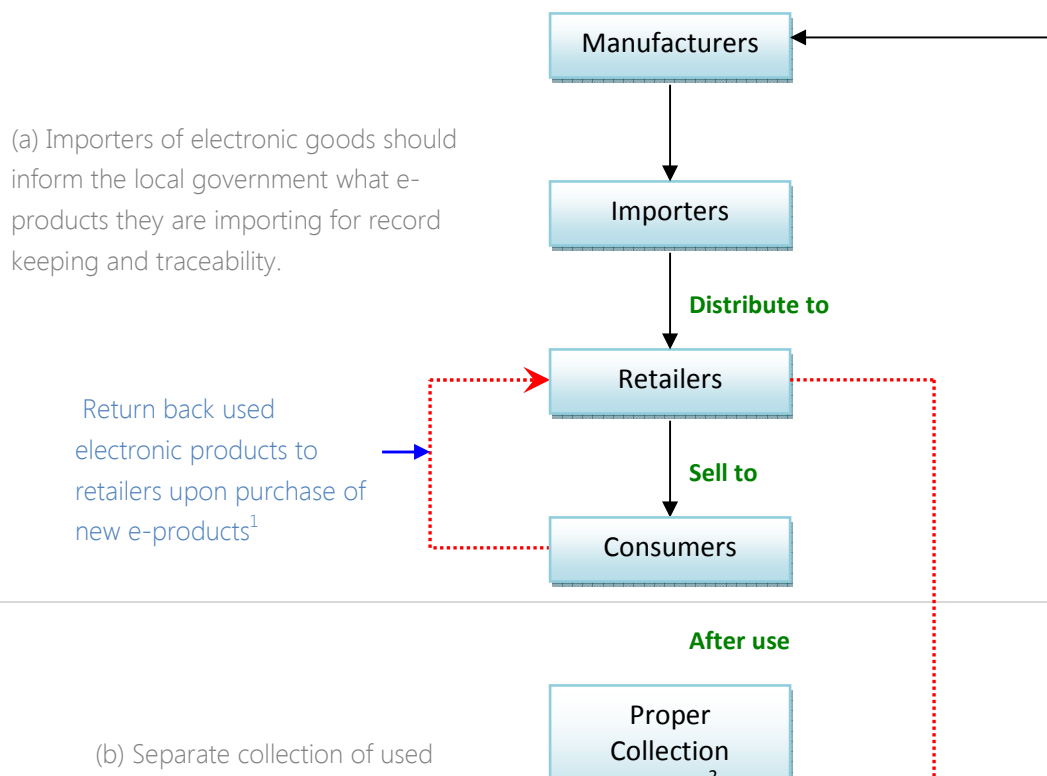 Manufacturers
(a) Importers of electronic goods should
inform the local government what e-
products they are importing for record
keeping and traceability.
Importers
Distribute to
Retailers
Return back used
electronic products to
retailers upon purchase of
new e-products1
Sell to
Consumers
After use
Proper
Collection
(b) Separate collection of used